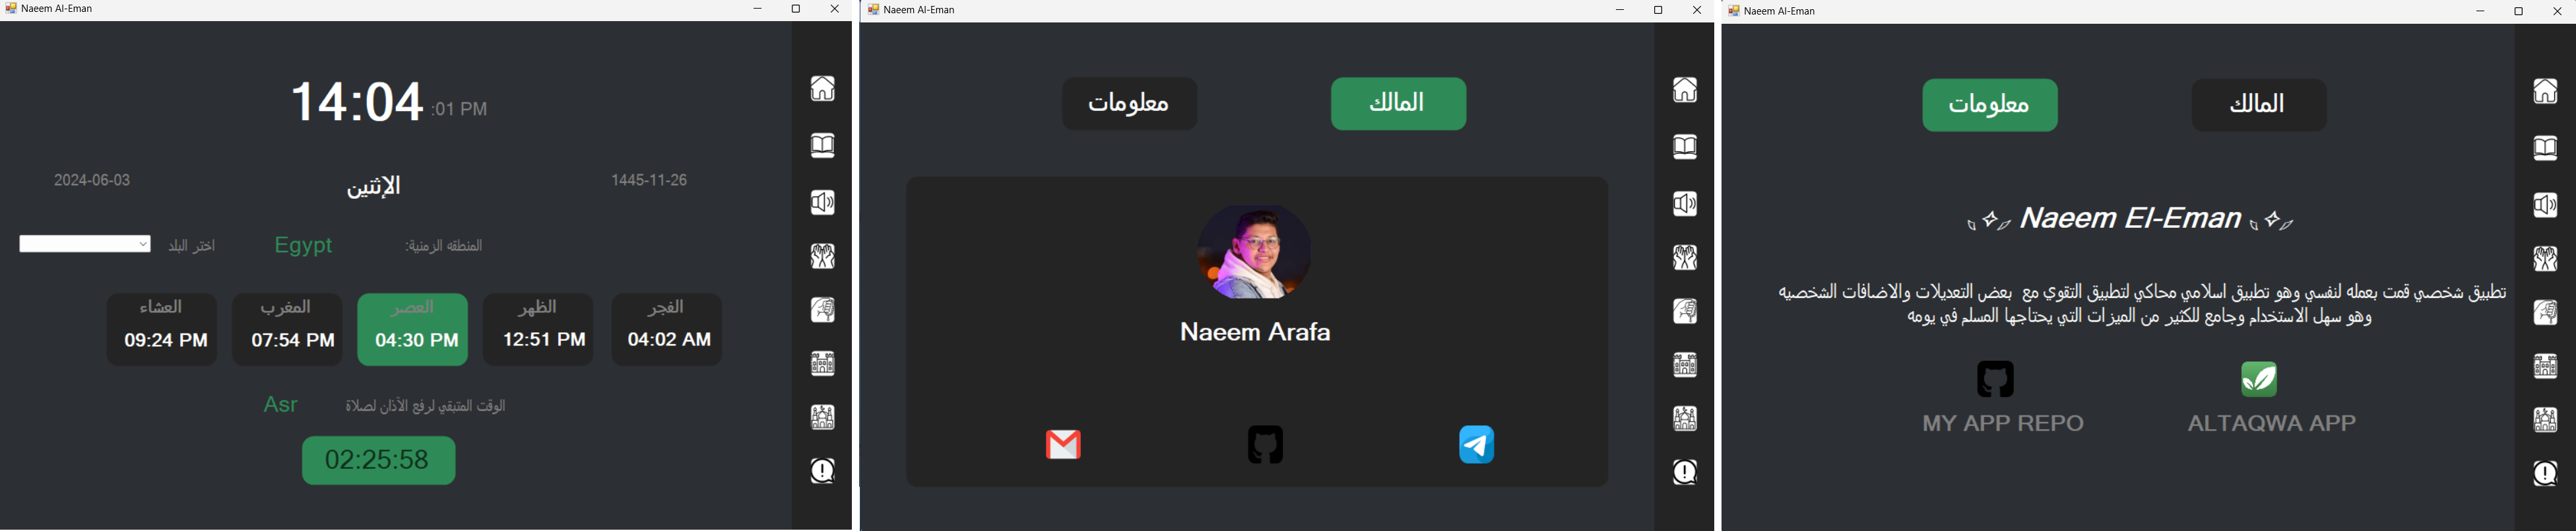 Naeem Al-Eman
14:04 :01 PM
2024-06-03
الإثنين
1445-11-26
المنطقه الزمنية:
Egypt
اختر البلد
الفجر
04:02 AM
الظهر
12:51 PM
العصر
04:30 PM
المغرب
07:54 PM
العشاء
09:24 PM
الوقت المتبقي لرفع الأذان لصلاة
Asr
02:25:58
Naeem Al-Eman
المالك
معلومات
Naeem Arafa
Naeem Al-Eman
المالك
معلومات
Naeem El-Eman
تطبيق شخصي قمت بعمله لنفسي وهو تطبيق اسلامي محاكي لتطبيق التقوي مع بعض التعديلات والاضافات الشخصيه
وهو سهل الاستخدام وجامع للكثير من الميزات التي يحتاجها المسلم في يومه
MY APP REPO
ALTAQWA APP